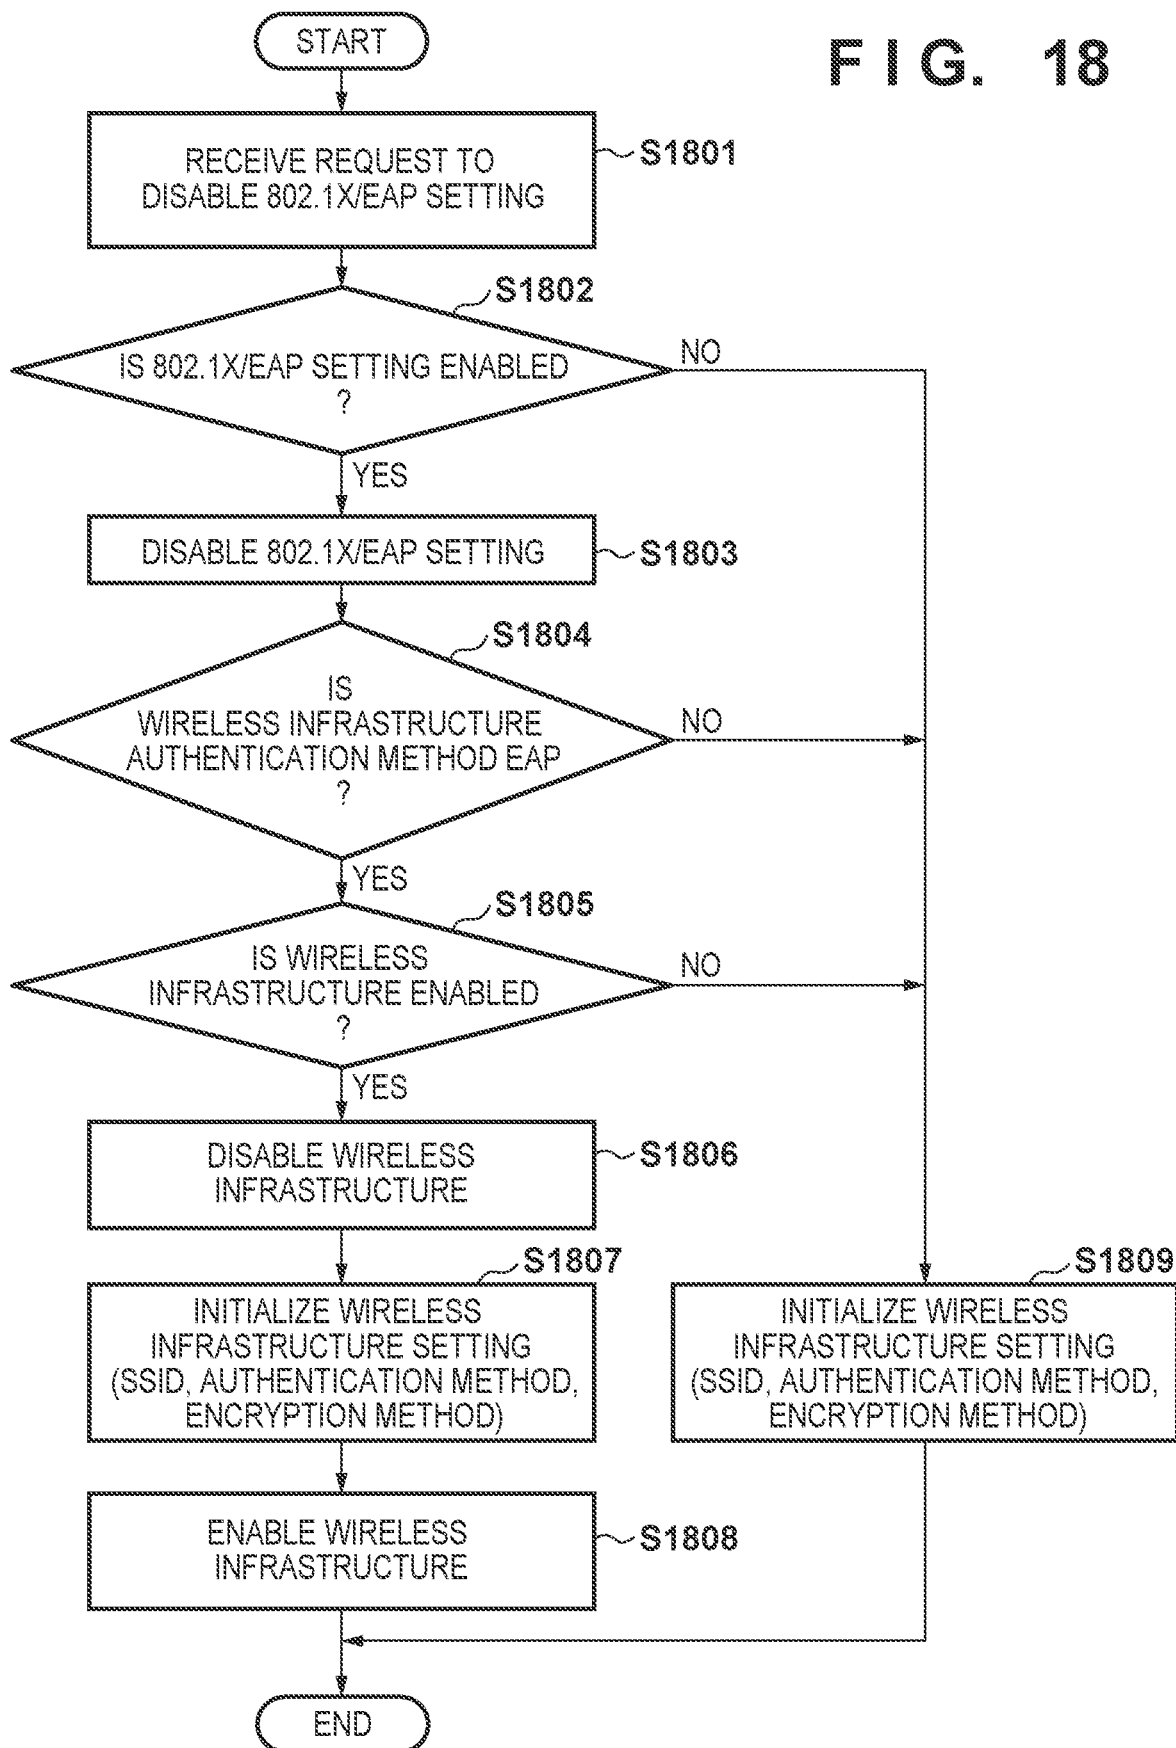 START
FIG. 18
RECEIVE REQUEST TO
DISABLE 802.1X/EAP SETTING
S1801
S1802
IS 802.1X/EAP SETTING ENABLED
?
NO
YES
DISABLE 802.1X/EAP SETTING
S1803
S1804
IS
WIRELESS INFRASTRUCTURE
AUTHENTICATION METHOD EAP
?
NO
YES
S1805
IS WIRELESS
INFRASTRUCTURE ENABLED
?
NO
YES
DISABLE WIRELESS
INFRASTRUCTURE
S1806
S1807
INITIALIZE WIRELESS
INFRASTRUCTURE SETTING
(SSID, AUTHENTICATION METHOD,
ENCRYPTION METHOD)
S1809
INITIALIZE WIRELESS
INFRASTRUCTURE SETTING
(SSID, AUTHENTICATION METHOD,
ENCRYPTION METHOD)
ENABLE WIRELESS
INFRASTRUCTURE
S1808
END